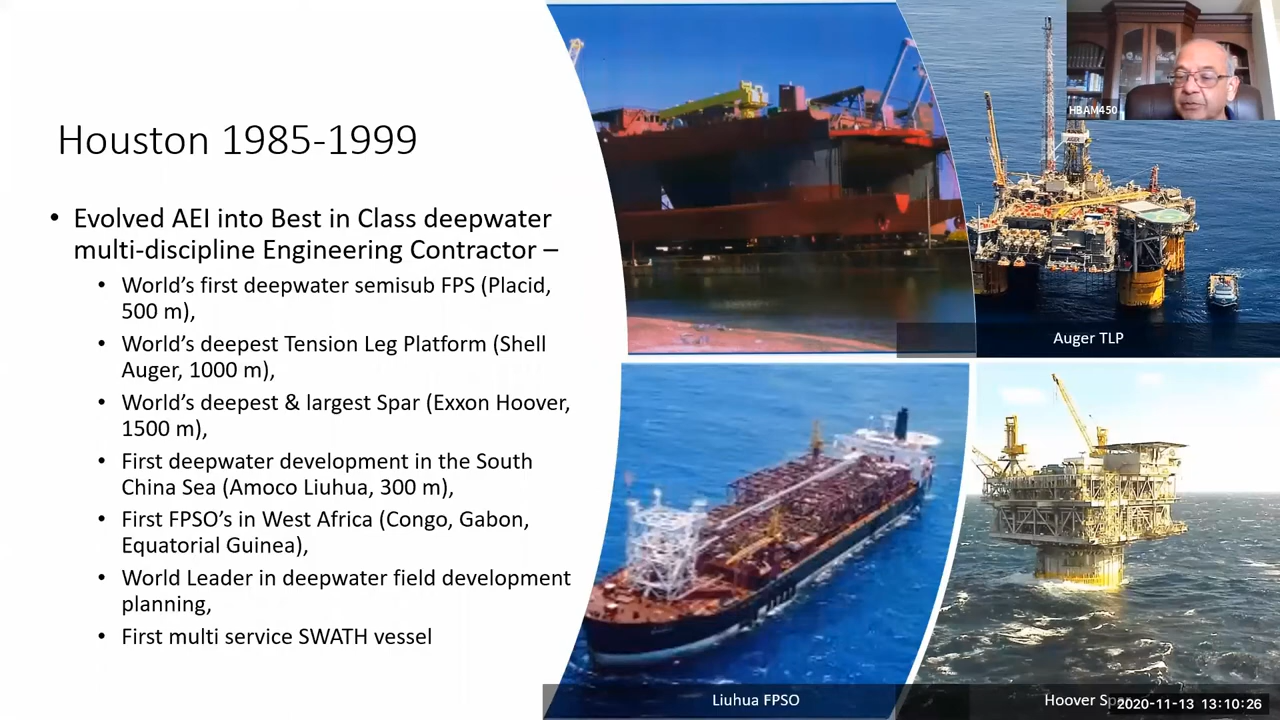 Houston 1985-1999
• Evolved AEI into Best in Class deepwater
multi-discipline Engineering Contractor –
• World's first deepwater semisub FPS (Placid,
500 m),
• World's deepest Tension Leg Platform (Shell
Auger, 1000 m),
• World's deepest & largest Spar (Exxon Hoover,
1500 m),
• First deepwater development in the South
China Sea (Amoco Liuhua, 300 m),
• First FPSO's in West Africa (Congo, Gabon,
Equatorial Guinea),
• World Leader in deepwater field development
planning,
• First multi service SWATH vessel
HBAM450
AUGER
Auger TLP
Liuhua FPSO
Hoover Spar
2020-11-13 13:10:26